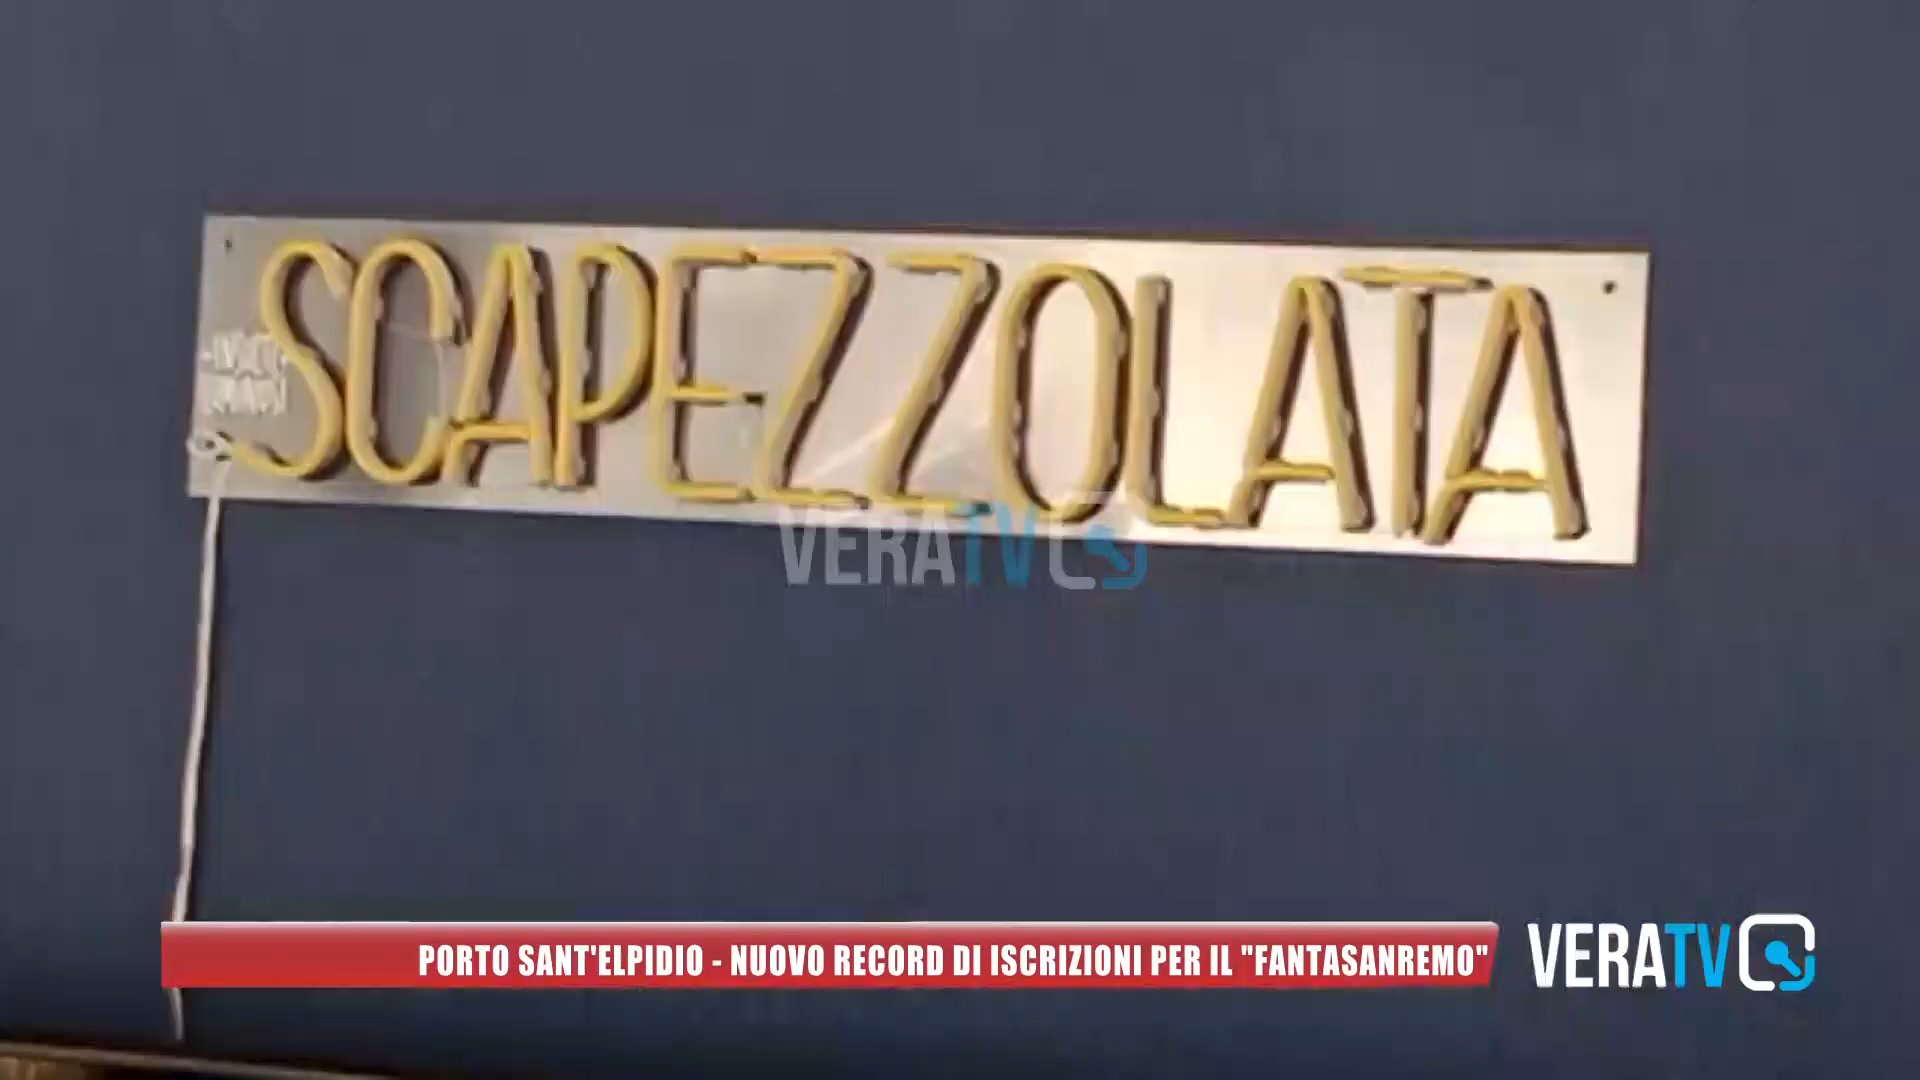 SCAPEZZOLATA
VERATV
PORTO SANT'ELPIDIO - NUOVO RECORD DI ISCRIZIONI PER IL "FANTASANREMO"
VERATV